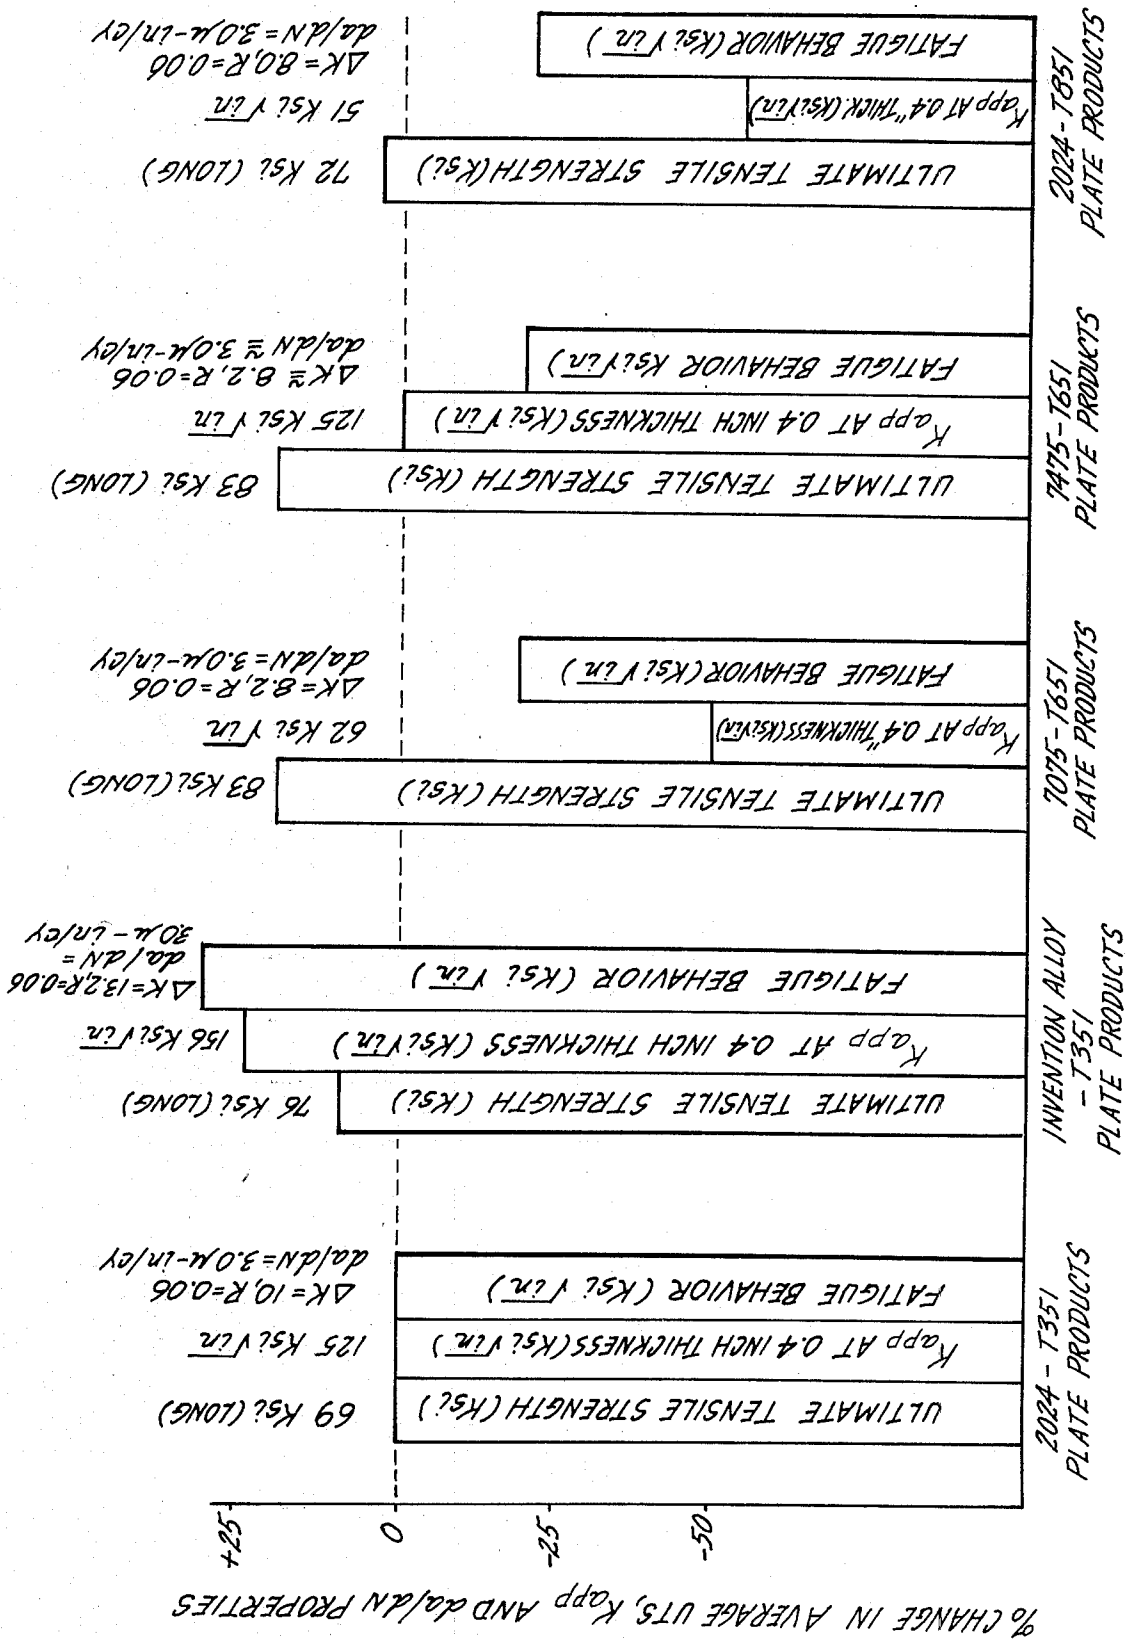 % CHANGE IN AVERAGE UTS, Kapp AND da/dN PROPERTIES
+25
0
-25
-50
69 Ksi (LONG)
ULTIMATE TENSILE STRENGTH (Ksi)
125 Ksi √in
Kapp AT 0.4 INCH THICKNESS (Ksi √in)
ΔK = 10, R = 0.06
da/dN = 3.0 μ-in/cy
FATIGUE BEHAVIOR (Ksi √in)
2024 - T351
PLATE PRODUCTS
76 Ksi (LONG)
ULTIMATE TENSILE STRENGTH (Ksi)
156 Ksi √in
Kapp AT 0.4 INCH THICKNESS (Ksi √in)
ΔK = 13.2, R = 0.06
da/dN =
3.0 μ-in/cy
FATIGUE BEHAVIOR (Ksi √in)
INVENTION ALLOY
- T351
PLATE PRODUCTS
83 Ksi (LONG)
ULTIMATE TENSILE STRENGTH (Ksi)
62 Ksi √in
Kapp AT 0.4" THICKNESS (Ksi √in)
ΔK = 8.2, R = 0.06
da/dN = 3.0 μ-in/cy
FATIGUE BEHAVIOR (Ksi √in)
7075 - T651
PLATE PRODUCTS
83 Ksi (LONG)
ULTIMATE TENSILE STRENGTH (Ksi)
125 Ksi √in
Kapp AT 0.4 INCH THICKNESS (Ksi √in)
ΔK ≅ 8.2, R = 0.06
da/dN ≅ 3.0 μ-in/cy
FATIGUE BEHAVIOR Ksi √in)
7475 - T651
PLATE PRODUCTS
72 Ksi (LONG)
ULTIMATE TENSILE STRENGTH (Ksi)
51 Ksi √in
Kapp AT 0.4" THICK (Ksi √in)
ΔK = 8.0, R = 0.06
da/dN = 3.0 μ-in/cy
FATIGUE BEHAVIOR (Ksi √in)
2024 - T851
PLATE PRODUCTS